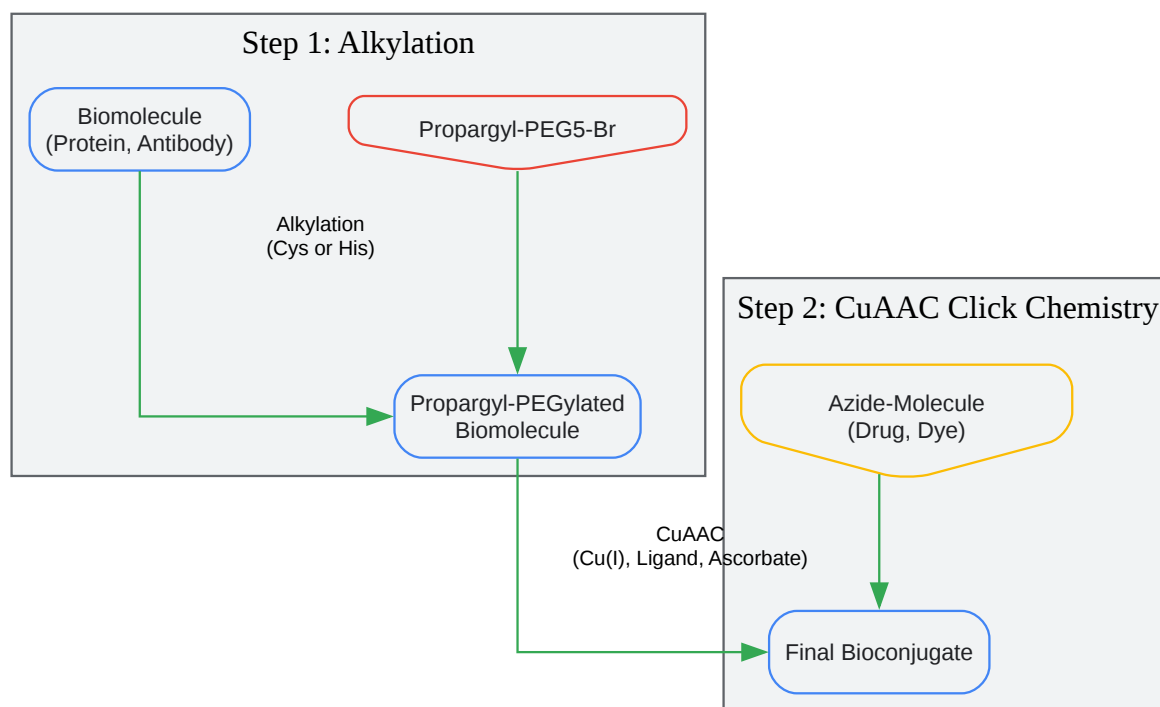 Step 1: Alkylation
Biomolecule
(Protein, Antibody)
Propargyl-PEG5-Br
Alkylation
(Cys or His)
Propargyl-PEGylated
Biomolecule
Step 2: CuAAC Click Chemistry
Azide-Molecule
(Drug, Dye)
CuAAC
(Cu(I), Ligand, Ascorbate)
Final Bioconjugate